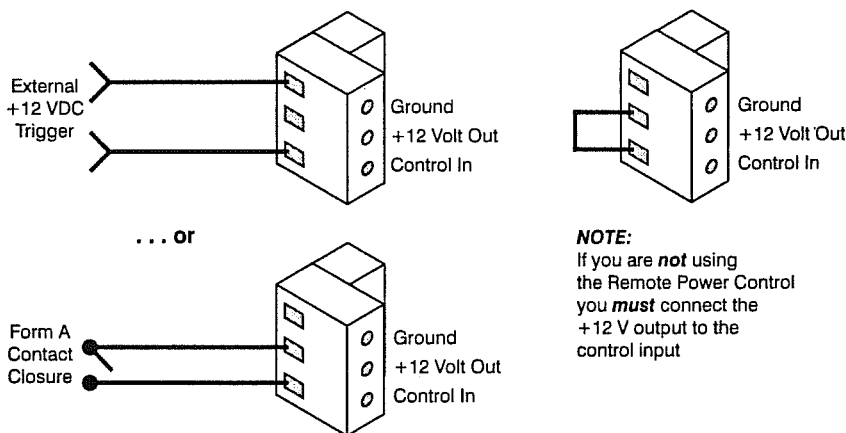 External
+12 VDC
Trigger
Ground
+12 Volt Out
Control In
Ground
+12 Volt Out
Control In
. . . or
NOTE:
If you are not using
the Remote Power Control
you must connect the
+12 V output to the
control input
Form A
Contact
Closure
Ground
+12 Volt Out
Control In